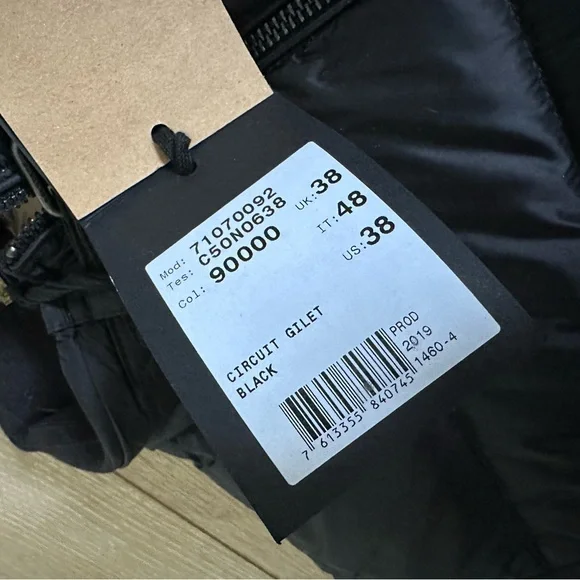 Mod: 71070092
Tes: C50N0638
Col: 90000
UK: 38
IT: 48
US: 38
CIRCUIT GILET
BLACK
PROD
2019
1460-4
7 613355 840745